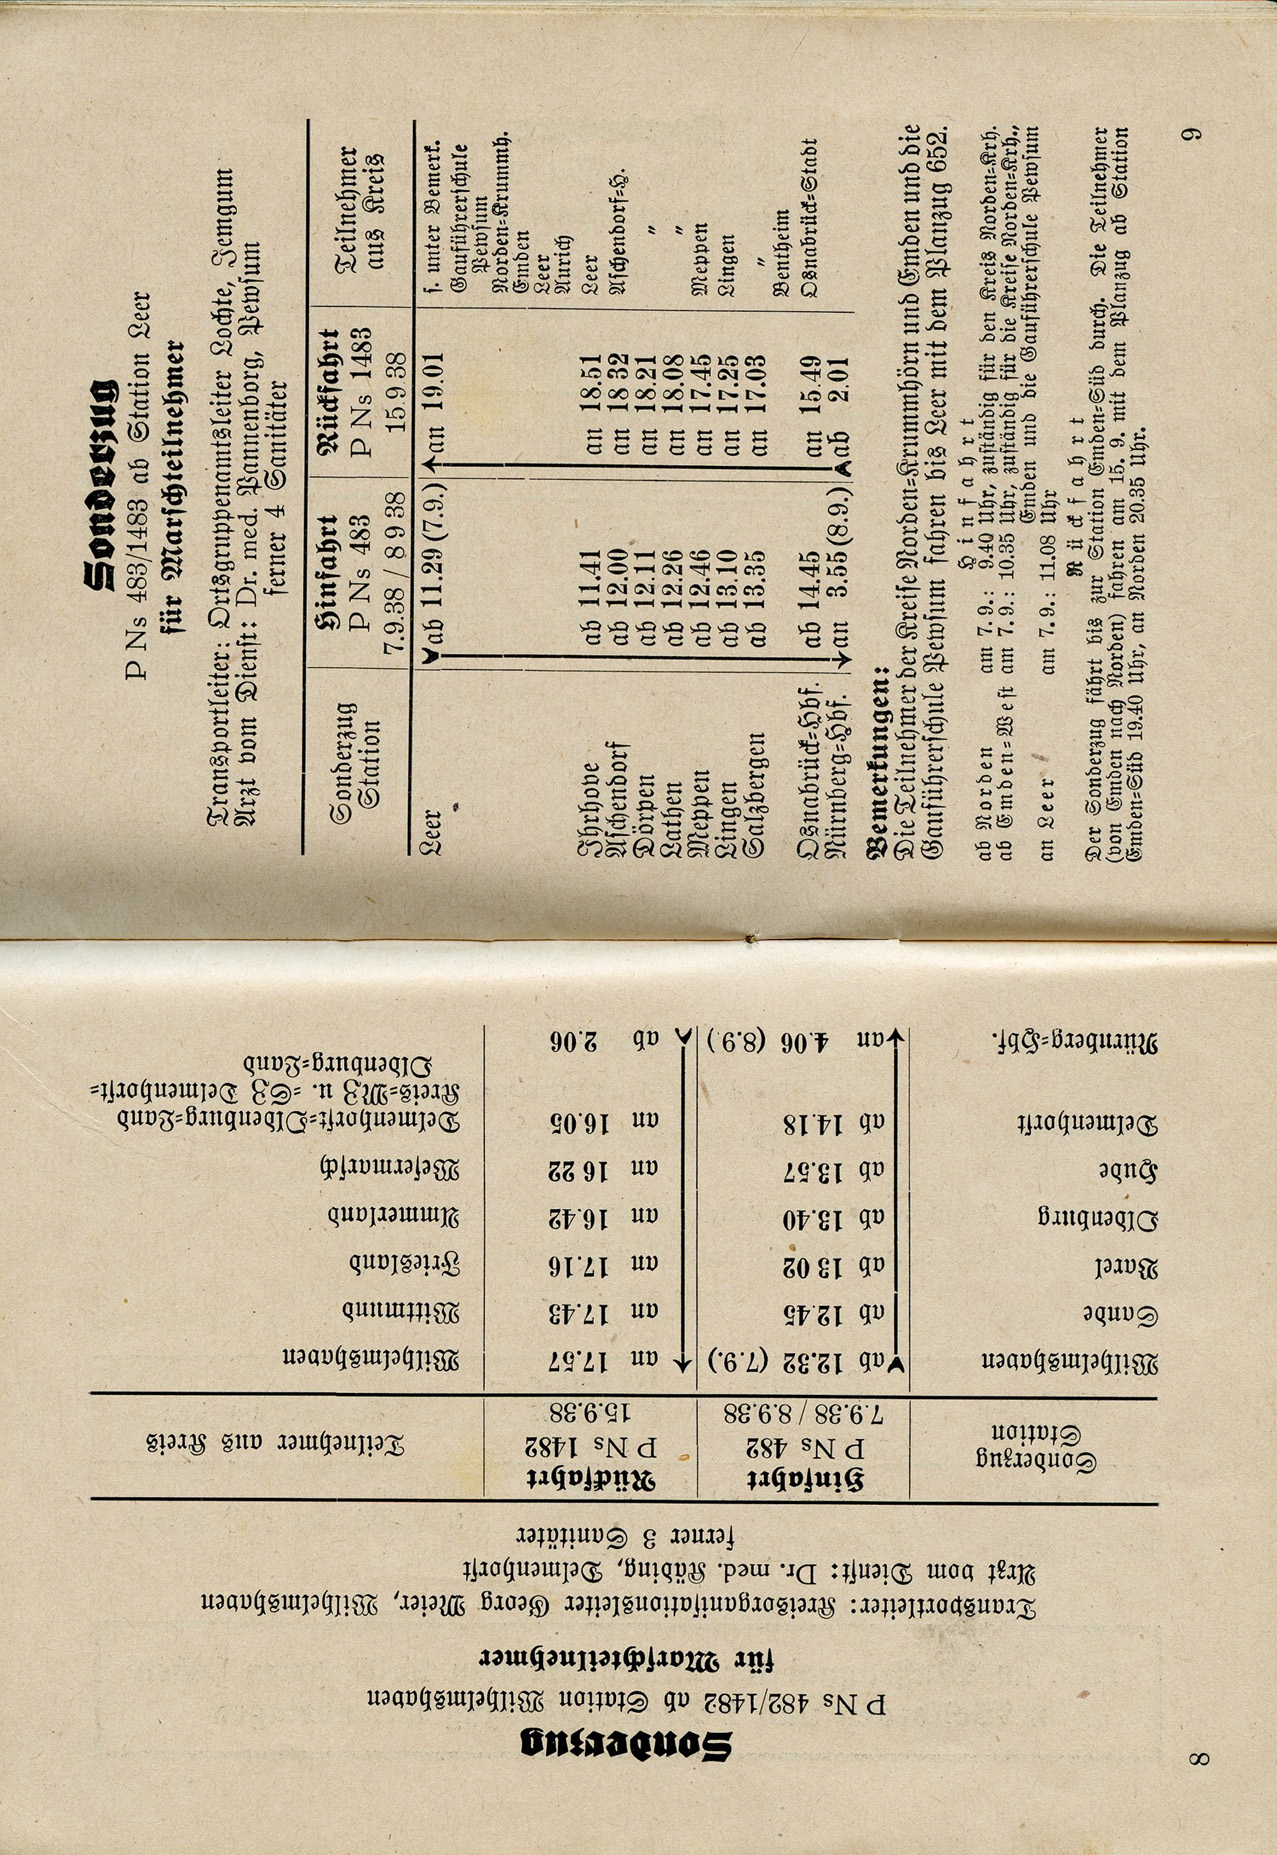 8
Sonderzug
P Ns 482/1482 ab Station Wilhelmshaven
für Marschteilnehmer
Transportleiter: Kreisorganisationsleiter Georg Meier, Wilhelmshaven
Arzt vom Dienst: Dr. med. Käding, Delmenhorst
ferner 3 Sanitäter
Sonderzug Station Hinfahrt P Ns 482 7.9.38 / 8.9.38 Rückfahrt P Ns 1482 15.9.38 Teilnehmer aus Kreis
Wilhelmshaven ab 12.32 (7.9.) an 17.57 Wilhelmshaven
Sande ab 12.45 an 17.43 Wittmund
Varel ab 13 02 an 17.16 Friesland
Oldenburg ab 13.40 an 16.42 Ammerland
Hude ab 13.57 an 16 22 Wesermarsch
Delmenhorst ab 14.18 an 16.05 Delmenhorst=Oldenburg=Land
Kreis=MZ u. =SZ Delmenhorst=
Oldenburg=Land
Nürnberg=Hbf. an 4.06 (8.9.) ab 2.06
Sonderzug
P Ns 483/1483 ab Station Leer
für Marschteilnehmer
Transportleiter: Ortsgruppenamtsleiter Lochte, Jemgum
Arzt vom Dienst: Dr. med. Pannenborg, Pewsum
ferner 4 Sanitäter
Sonderzug Station Hinfahrt P Ns 483 7.9.38 / 8 9 38 Rückfahrt P Ns 1483 15.9.38 Teilnehmer aus Kreis
Leer ab 11.29 (7.9.) an 19.01 s. unter Bemerk.
Gauführerschule
Pewsum
Norden=Krummh.
Emden
Leer
Aurich
Ihrhove ab 11.41 an 18.51 Leer
Aschendorf ab 12.00 an 18 32 Aschendorf=H.
Dörpen ab 12.11 an 18.21 "
Lathen ab 12.26 an 18.08 "
Meppen ab 12.46 an 17.45 Meppen
Lingen ab 13.10 an 17.25 Lingen
Salzbergen ab 13.35 an 17.03 "
Bentheim
Osnabrück=Hbf. ab 14.45 an 15.49 Osnabrück=Stadt
Nürnberg=Hbf. an 3.55 (8.9.) ab 2.01
Bemerkungen:
Die Teilnehmer der Kreise Norden=Krummhörn und Emden und die
Gauführerschule Pewsum fahren bis Leer mit dem Planzug 652.
Hinfahrt
ab Norden am 7. 9.: 9.40 Uhr, zuständig für den Kreis Norden=Krh.
ab Emden=West am 7. 9.: 10.35 Uhr, zuständig für die Kreise Norden=Krh.,
Emden und die Gauführerschule Pewsum
an Leer am 7. 9.: 11.08 Uhr
Rückfahrt
Der Sonderzug fährt bis zur Station Emden=Süd durch. Die Teilnehmer
(von Emden nach Norden) fahren am 15. 9. mit dem Planzug ab Station
Emden=Süd 19.40 Uhr, an Norden 20.35 Uhr.
9